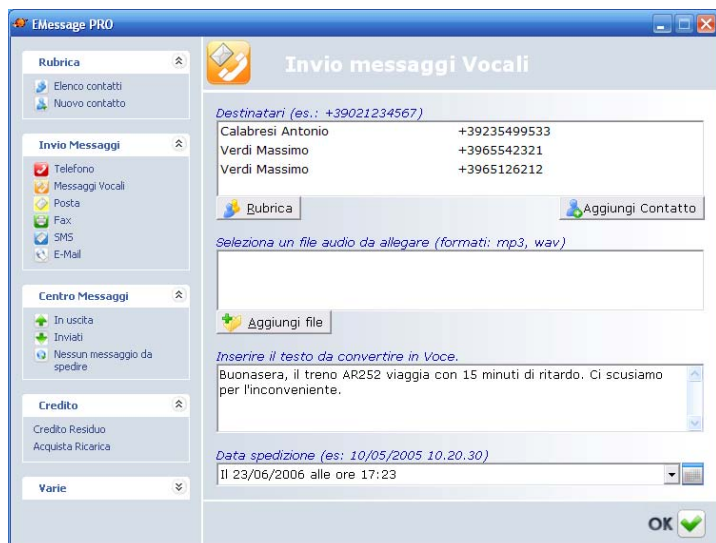 EMessage PRO
Rubrica
Elenco contatti
Nuovo contatto
Invio Messaggi
Telefono
Messaggi Vocali
Posta
Fax
SMS
E-Mail
Centro Messaggi
In uscita
Inviati
Nessun messaggio da
spedire
Credito
Credito Residuo
Acquista Ricarica
Varie
Invio messaggi Vocali
Destinatari (es.: +39021234567)
Calabresi Antonio +39235499533
Verdi Massimo +3965542321
Verdi Massimo +3965126212
Rubrica Aggiungi Contatto
Seleziona un file audio da allegare (formati: mp3, wav)
Aggiungi file
Inserire il testo da convertire in Voce.
Buonasera, il treno AR252 viaggia con 15 minuti di ritardo. Ci scusiamo
per l'inconveniente.
Data spedizione (es: 10/05/2005 10.20.30)
Il 23/06/2006 alle ore 17:23
OK